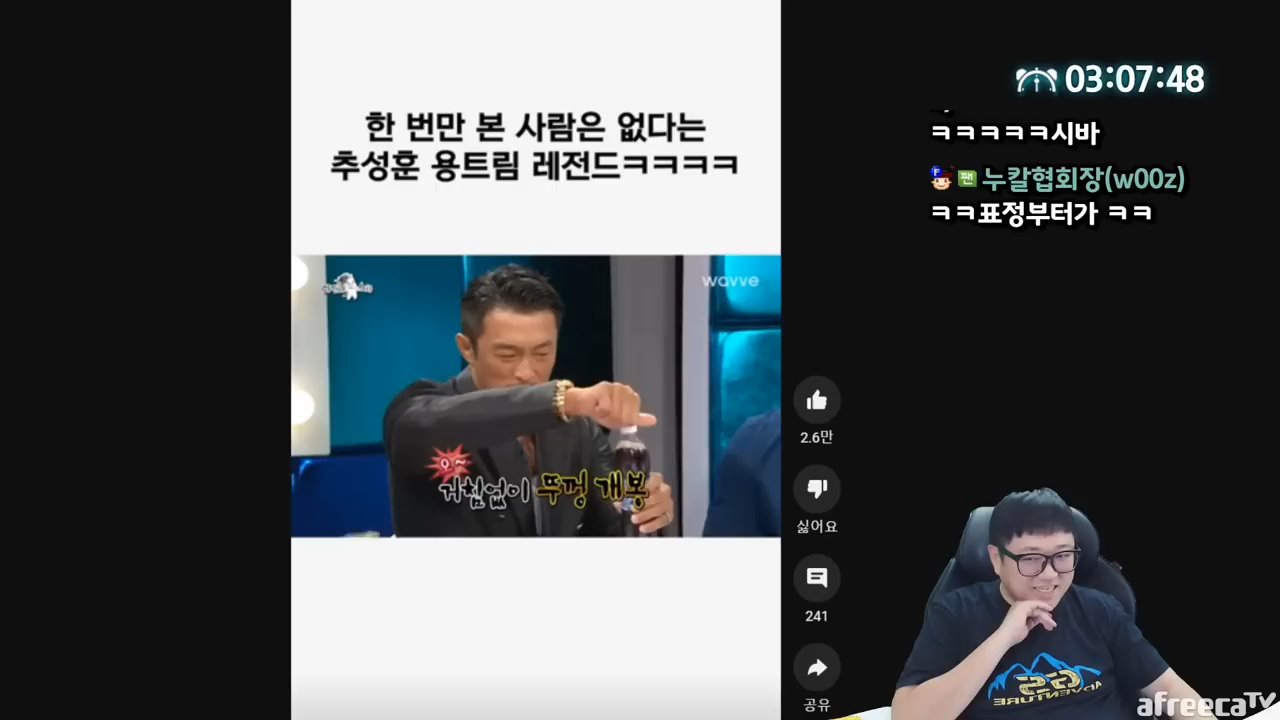 한 번만 본 사람은 없다는
추성훈 용트림 레전드ㅋㅋㅋㅋ
wavve
오~
거침없이 뚜껑 개봉
2.6만
싫어요
241
공유
03:07:48
ㅋㅋㅋㅋㅋ시바
팬 누칼협회장(w00z)
ㅋㅋ표정부터가 ㅋㅋ
ADVENTURE
afreecaTV